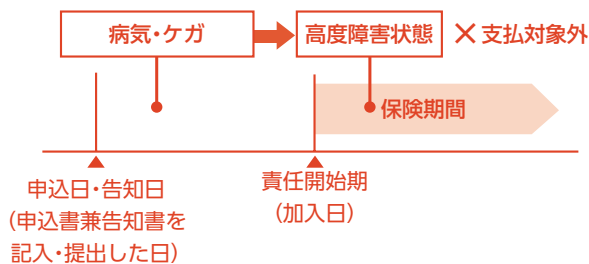 病気・ケガ
高度障害状態
×支払対象外
保険期間
申込日・告知日
（申込書兼告知書を
記入・提出した日）
責任開始期
（加入日）